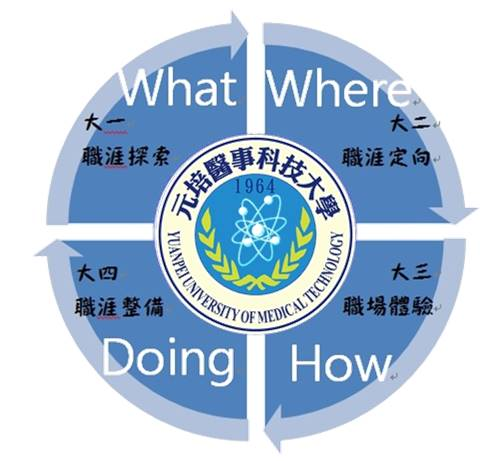 What
大一
職涯探索
Where
大二
職涯定向
元培醫事科技大學
1964
YUANPEI UNIVERSITY OF MEDICAL TECHNOLOGY
大四
職涯整備
Doing
大三
職場體驗
How